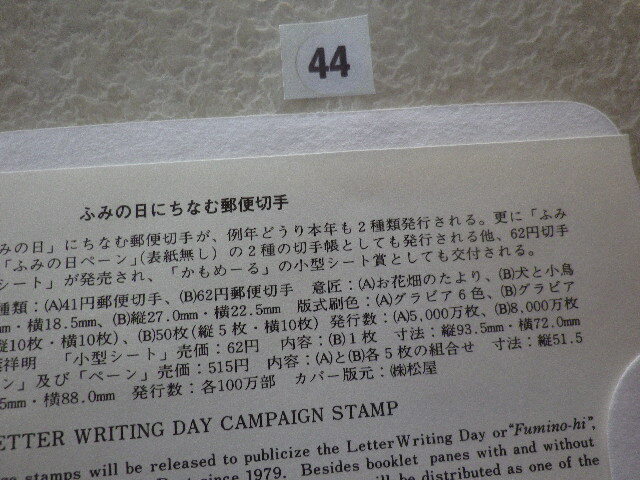 44
ふみの日にちなむ郵便切手
みの日」にちなむ郵便切手が、例年どうり本年も2種類発行される。更に「ふみ
「ふみの日ペーン」(表紙無し)の2種の切手帳としても発行される他、62円切手
シート」が発売され、「かもめーる」の小型シート賞としても交付される。
種類:(A)41円郵便切手、(B)62円郵便切手 意匠:(A)お花畑のたより、(B)犬と小鳥
m・横18.5mm、(B)縦27.0mm・横22.5mm 版式刷色:(A)グラビア6色、(B)グラビア
縦10枚・横10枚)、(B)50枚(縦5枚・横10枚) 発行数:(A)5,000万枚、(B)8,000万枚
葉祥明 「小型シート」売価:62円 内容:(B)1枚 寸法:縦93.5mm・横72.0mm
ン」及び「ペーン」売価:515円 内容:(A)と(B)各5枚の組合せ 寸法:縦51.5
5mm・横88.0mm 発行数:各100万部 カバー版元:㈱松屋
ETTER WRITING DAY CAMPAIGN STAMP
stamps will be released to publicize the Letter Writing Day or "Fumino-hi",
since 1979. Besides booklet panes with and without
will be distributed as one of the